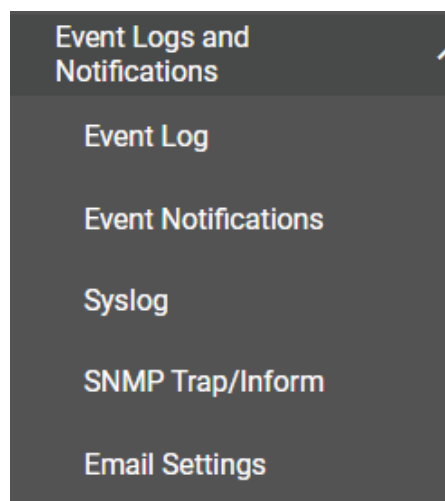 Event Logs and
Notifications
Event Log
Event Notifications
Syslog
SNMP Trap/Inform
Email Settings